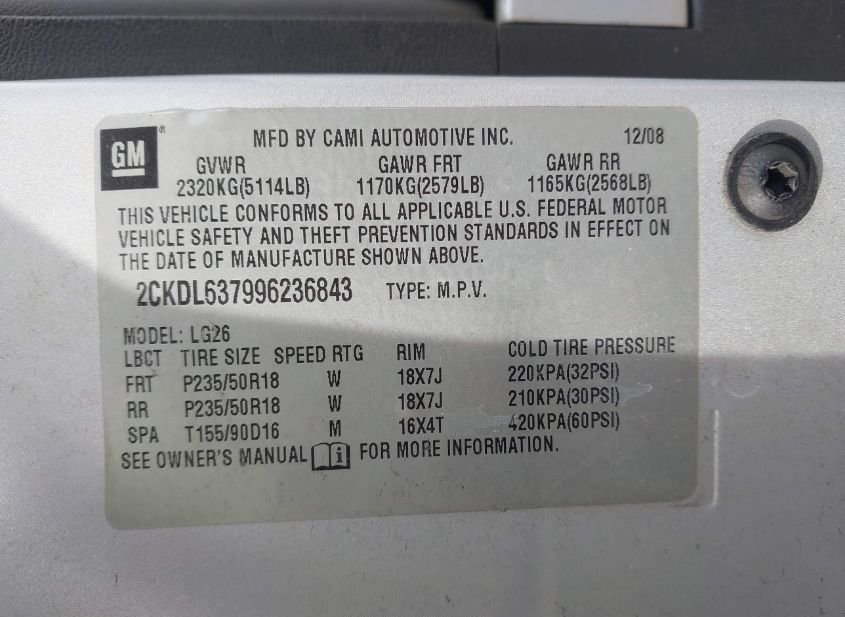 GM ®
MFD BY CAMI AUTOMOTIVE INC. 12/08
GVWR GAWR FRT GAWR RR
2320KG(5114LB) 1170KG(2579LB) 1165KG(2568LB)
THIS VEHICLE CONFORMS TO ALL APPLICABLE U.S. FEDERAL MOTOR
VEHICLE SAFETY AND THEFT PREVENTION STANDARDS IN EFFECT ON
THE DATE OF MANUFACTURE SHOWN ABOVE.
2CKDL637996236843 TYPE: M.P.V.
MODEL: LG26
LBCT TIRE SIZE SPEED RTG RIM COLD TIRE PRESSURE
FRT P235/50R18 W 18X7J 220KPA(32PSI)
RR P235/50R18 W 18X7J 210KPA(30PSI)
SPA T155/90D16 M 16X4T 420KPA(60PSI)
SEE OWNER'S MANUAL i FOR MORE INFORMATION.